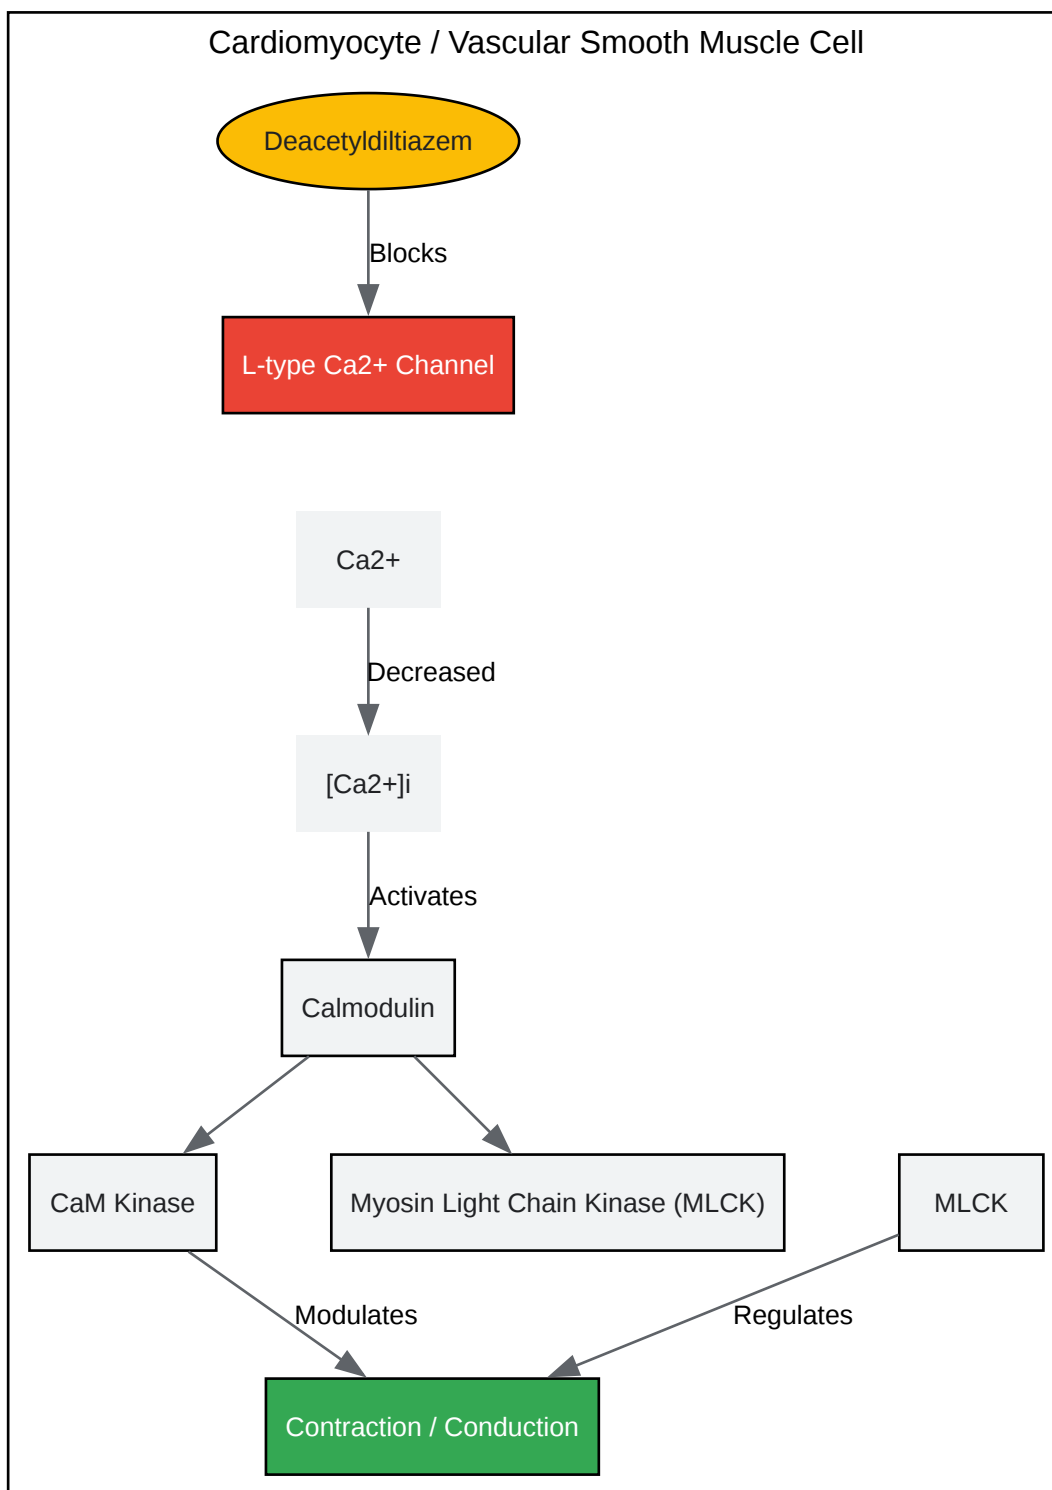 Cardiomyocyte / Vascular Smooth Muscle Cell
Deacetyldiltiazem
Blocks
L-type Ca2+ Channel
Ca2+
Decreased
[Ca2+]i
Activates
Calmodulin
CaM Kinase
Myosin Light Chain Kinase (MLCK)
MLCK
Modulates
Regulates
Contraction / Conduction